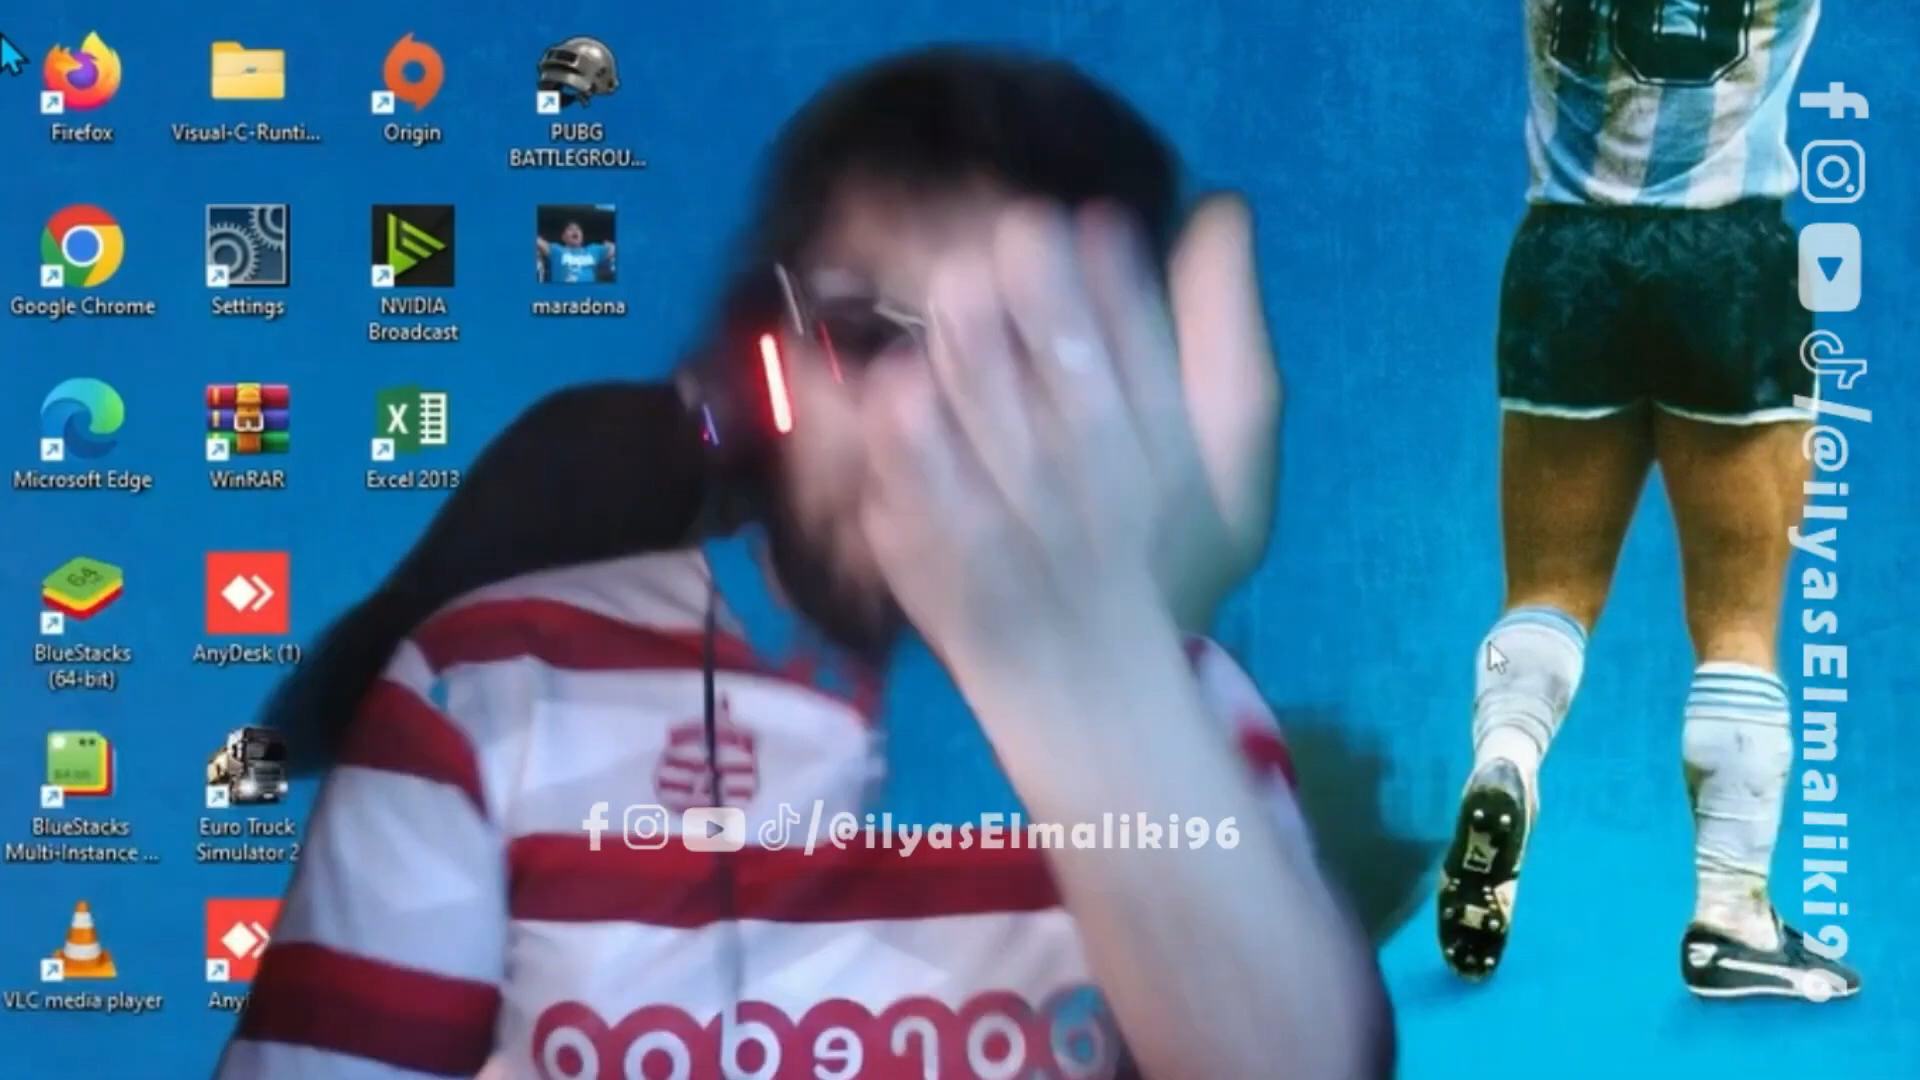 Firefox
Visual-C-Runti...
Origin
PUBG
BATTLEGROU...
Google Chrome
Settings
NVIDIA
Broadcast
maradona
Microsoft Edge
WinRAR
Excel 2013
BlueStacks
(64-bit)
AnyDesk (1)
BlueStacks
Multi-Instance ...
Euro Truck
Simulator 2
VLC media player
/@ilyasElmaliki96
/@ilyasElmaliki96
ooredoo